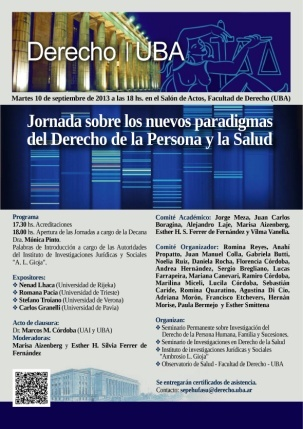 Derecho | UBA
Martes 10 de septiembre de 2013 a las 18 hs. en el Salón de Actos, Facultad de Derecho (UBA)
Jornada sobre los nuevos paradigmas
del Derecho de la Persona y la Salud
Programa
17.30 hs. Acreditaciones
18.00 hs. Apertura de las Jornadas a cargo de la Decana
Dra. Mónica Pinto.
Palabras de Introducción a cargo de las Autoridades
del Instituto de Investigaciones Jurídicas y Sociales
"A. L. Gioja".
Expositores:
Nenad Lhaca (Universidad de Rijeka)
Romana Pacia (Universidad de Trieste)
Stefano Troiano (Universidad de Verona)
Carlos Granelli (Universidad de Pavia)
Acto de clausura:
Dr. Marcos M. Córdoba (UAI y UBA)
Moderadoras:
Marisa Aizenberg y Esther H. Silvia Ferrer de
Fernández
Comité Académico: Jorge Meza, Juan Carlos
Boragina, Alejandro Laje, Marisa Aizenberg,
Esther H. S. Ferrer de Fernández y Vilma Vanella.
Comité Organizador: Romina Reyes, Anahí
Propatto, Juan Manuel Colla, Gabriela Butti,
Noelia Ruiz, Daniela Rocha, Florencia Córdoba,
Andrea Hernández, Sergio Bregliano, Lucas
Farrapeira, Mariana Canevari, Ramiro Córdoba,
Marilina Miceli, Lucila Córdoba, Sebastián
Caride, Romina Quaratino, Agustina Di Cio,
Adriana Morón, Francisco Etchevers, Hernán
Morise, Paula Bermejo y Esther Smittena
Organizan:
Seminario Permanente sobre Investigación del
Derecho de la Persona Humana, Familia y Sucesiones.
Seminario de Investigaciones en Derecho de la Salud
Instituto de investigaciones Jurídicas y Sociales
"Ambrosio L. Gioja"
Observatorio de Salud - Facultad de Derecho - UBA
Se entregarán certificados de asistencia.
Contacto: sepehufasu@derecho.uba.ar